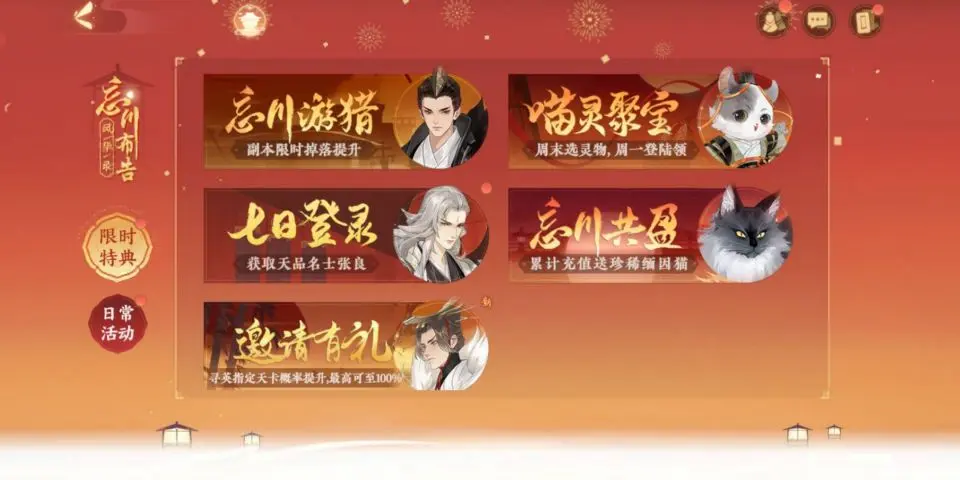 忘川布告
限时
特典
日常
活动
忘川游猎
副本限时掉落提升
喵灵聚宝
周末选灵物,周一登陆领
七日登录
获取天品名士张良
忘川共盈
累计充值送珍稀缅因猫
邀请有礼
寻英指定天卡概率提升,最高可至100%
新